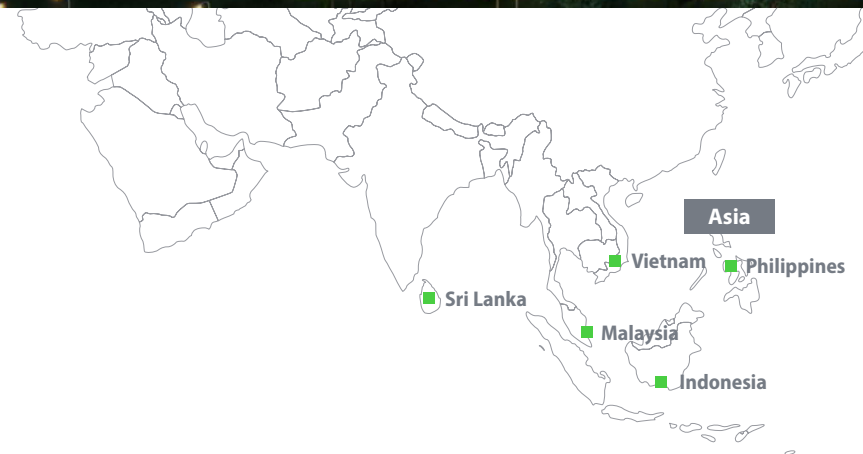 Asia
Vietnam
Philippines
Sri Lanka
Malaysia
Indonesia